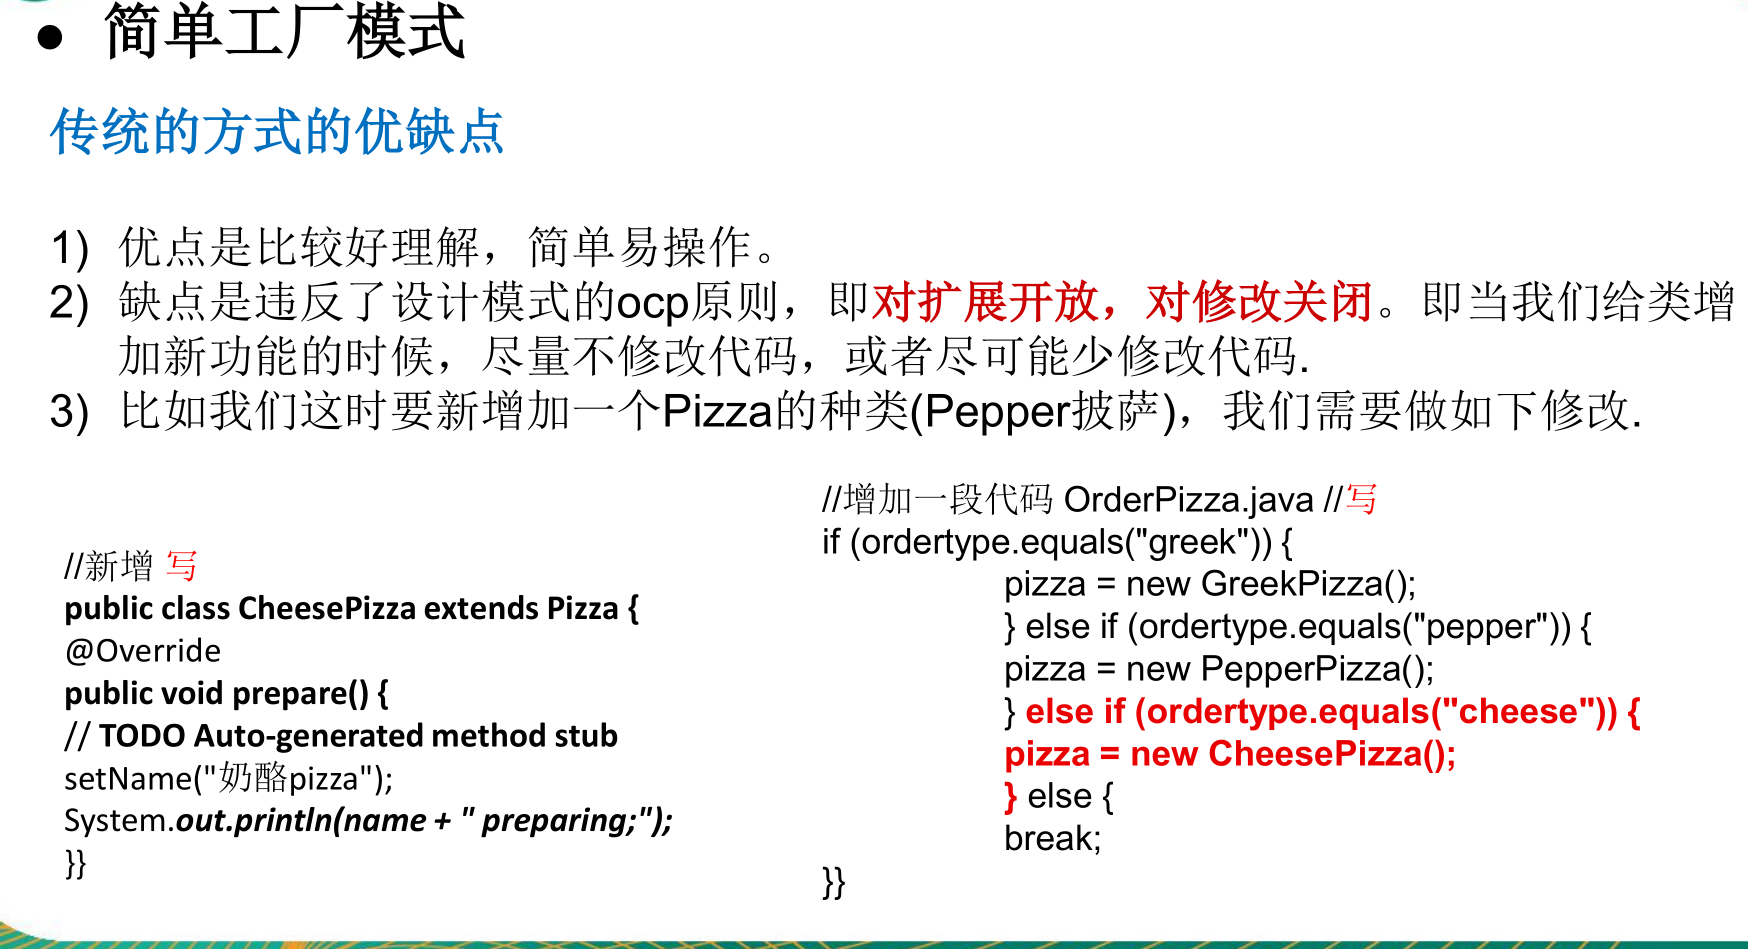 ● 简单工厂模式
传统的方式的优缺点
1) 优点是比较好理解，简单易操作。
2) 缺点是违反了设计模式的ocp原则，即对扩展开放，对修改关闭。即当我们给类增
加新功能的时候，尽量不修改代码，或者尽可能少修改代码.
3) 比如我们这时要新增加一个Pizza的种类(Pepper披萨)，我们需要做如下修改.
//新增 写
public class CheesePizza extends Pizza {
@Override
public void prepare() {
// TODO Auto-generated method stub
setName("奶酪pizza");
System.out.println(name + " preparing;");
}}
//增加一段代码 OrderPizza.java //写
if (ordertype.equals("greek")) {
pizza = new GreekPizza();
} else if (ordertype.equals("pepper")) {
pizza = new PepperPizza();
} else if (ordertype.equals("cheese")) {
pizza = new CheesePizza();
} else {
break;
}}